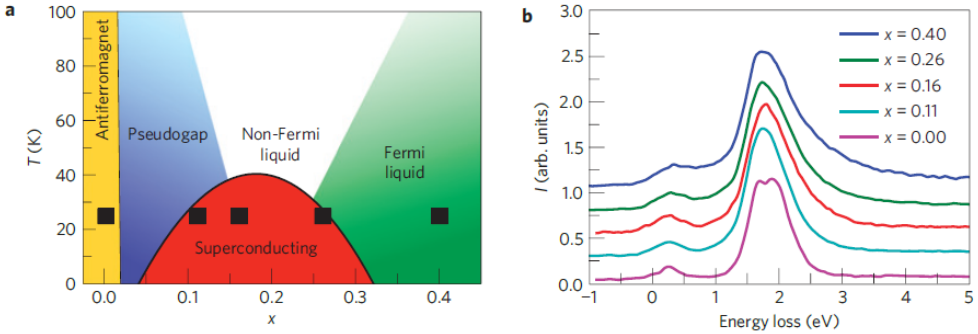 a
100
80
60
40
20
0
T (K)
Antiferromagnet
Pseudogap
Non-Fermi
liquid
Fermi
liquid
Superconducting
0.0 0.1 0.2 0.3 0.4
x
b
3.0
2.5
2.0
1.5
1.0
0.5
0.0
I (arb. units)
x = 0.40
x = 0.26
x = 0.16
x = 0.11
x = 0.00
−1 0 1 2 3 4 5
Energy loss (eV)